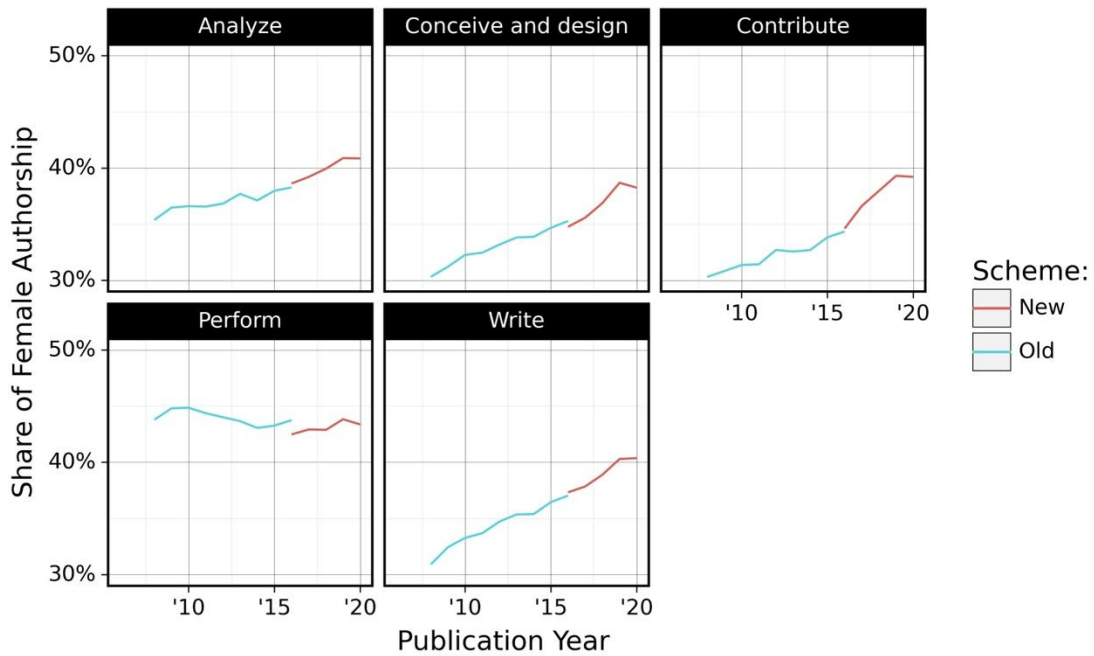 Analyze
Conceive and design
Contribute
50%
40%
30%
'10 '15 '20
Perform
Write
50%
40%
30%
'10 '15 '20
'10 '15 '20
Share of Female Authorship
Publication Year
Scheme:
New
Old